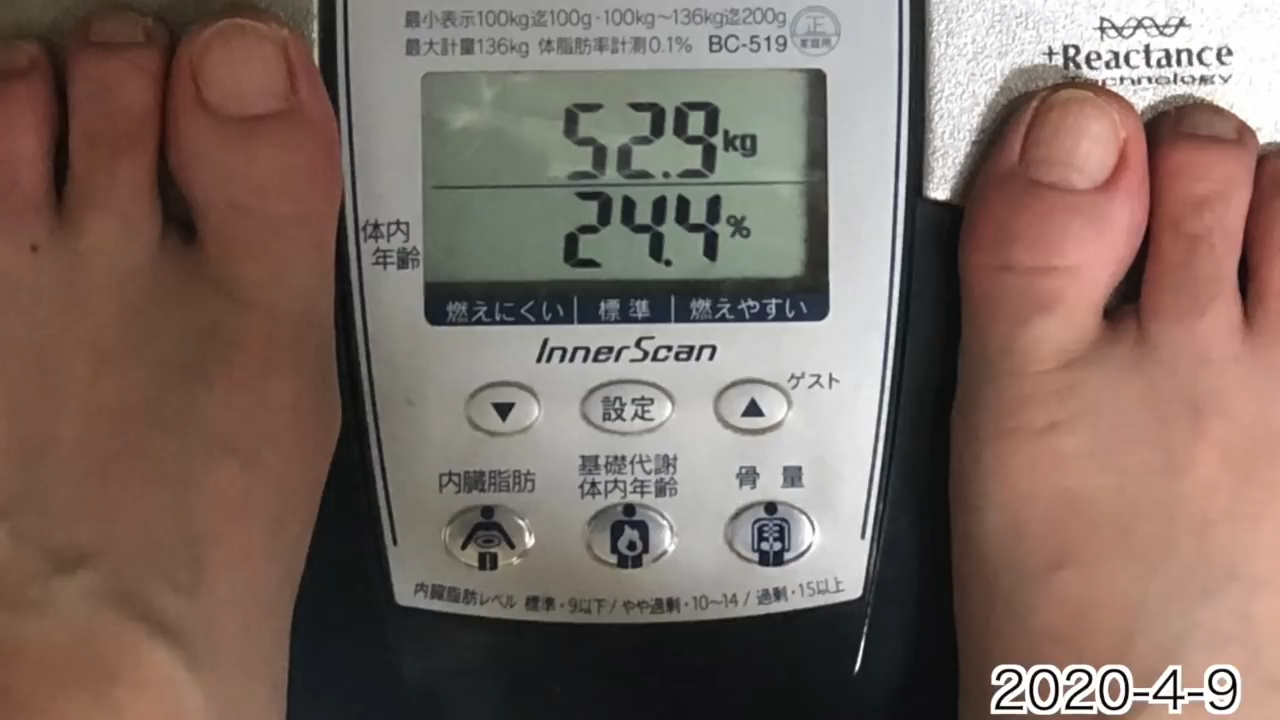 最小表示100kg迄100g·100kg～136kg迄200g
最大計量136kg 体脂肪率計測0.1% BC-519
正
家庭用
+Reactance
Technology
52.9kg
24.4%
体内
年齢
燃えにくい 標準 燃えやすい
InnerScan
ゲスト
▼ 設定 ▲
内臓脂肪
基礎代謝
体内年齢
骨量
内臓脂肪レベル 標準·9以下/やや過剰·10～14/過剰·15以上
2020-4-9